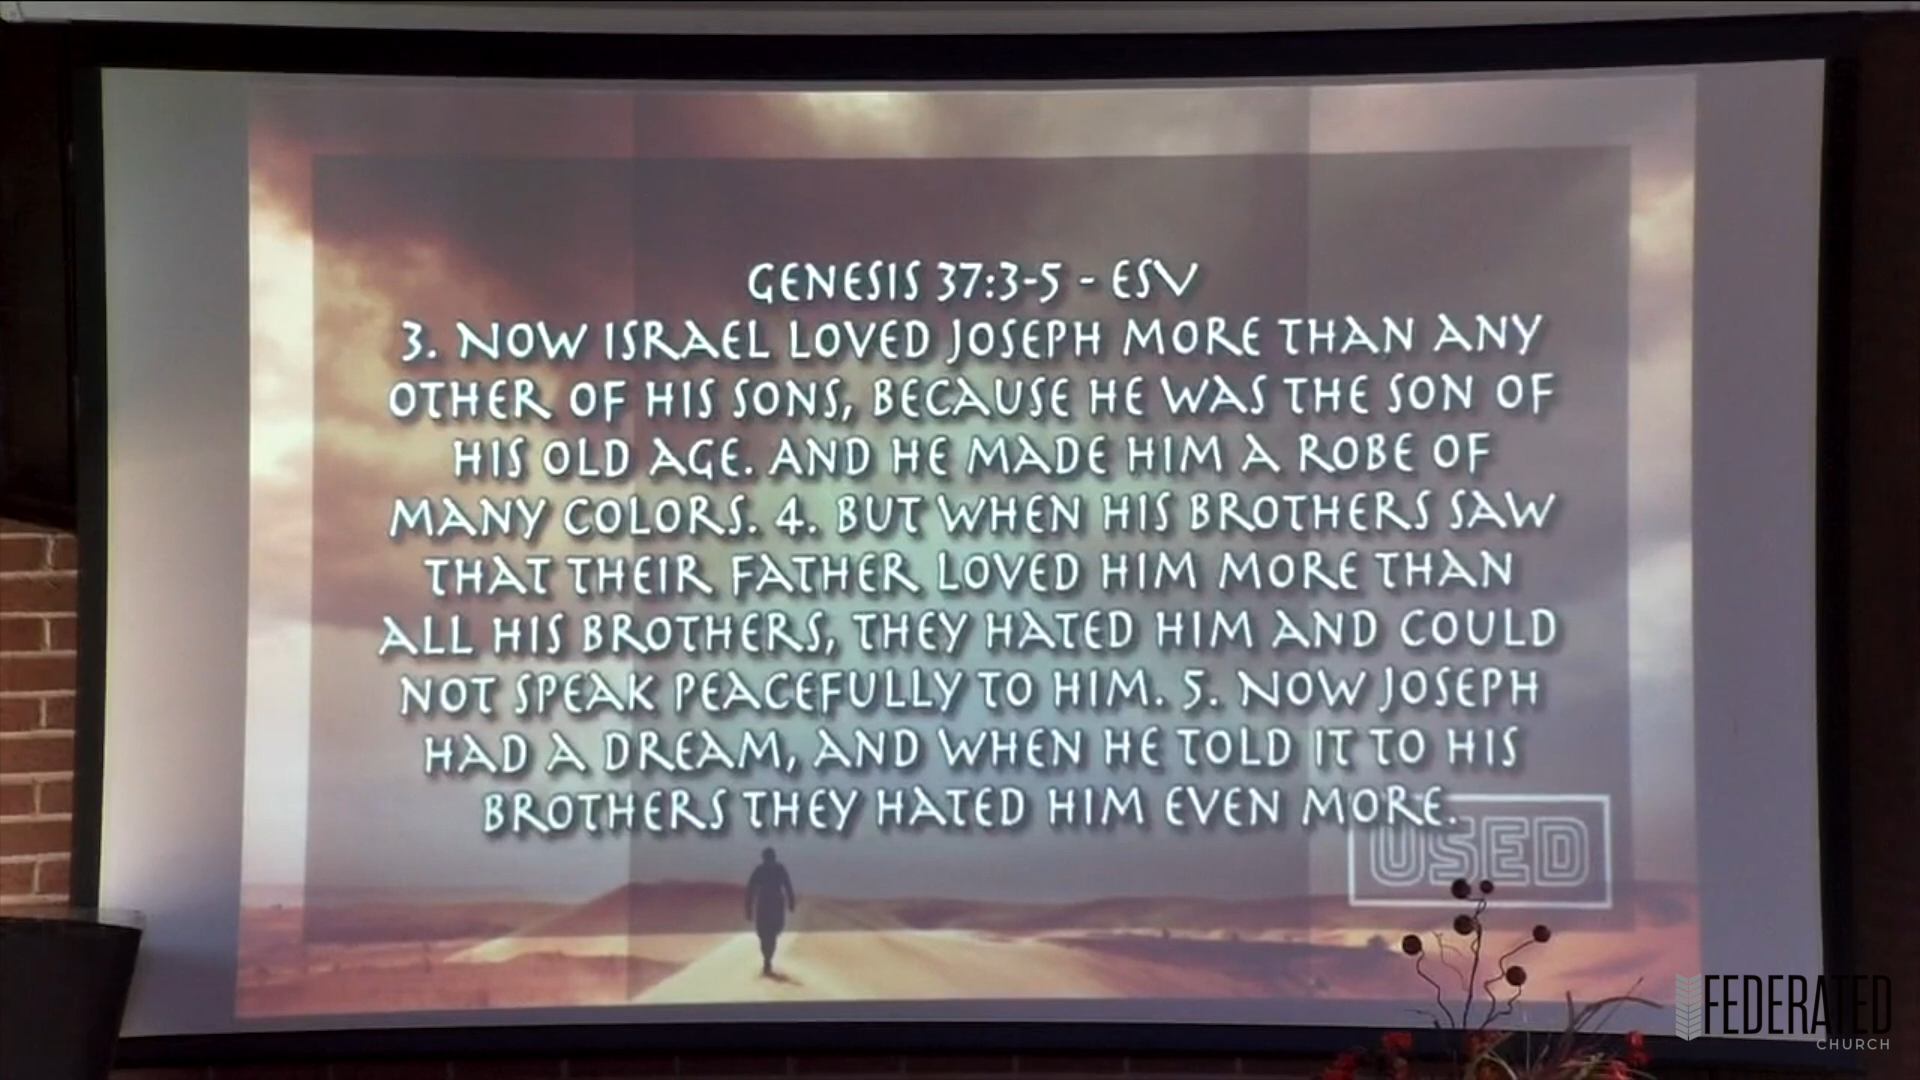 GENESIS 37:3-5 - ESV
3. NOW ISRAEL LOVED JOSEPH MORE THAN ANY
OTHER OF HIS SONS, BECAUSE HE WAS THE SON OF
HIS OLD AGE. AND HE MADE HIM A ROBE OF
MANY COLORS. 4. BUT WHEN HIS BROTHERS SAW
THAT THEIR FATHER LOVED HIM MORE THAN
ALL HIS BROTHERS, THEY HATED HIM AND COULD
NOT SPEAK PEACEFULLY TO HIM. 5. NOW JOSEPH
HAD A DREAM, AND WHEN HE TOLD IT TO HIS
BROTHERS THEY HATED HIM EVEN MORE.
USED
FEDERATED
CHURCH